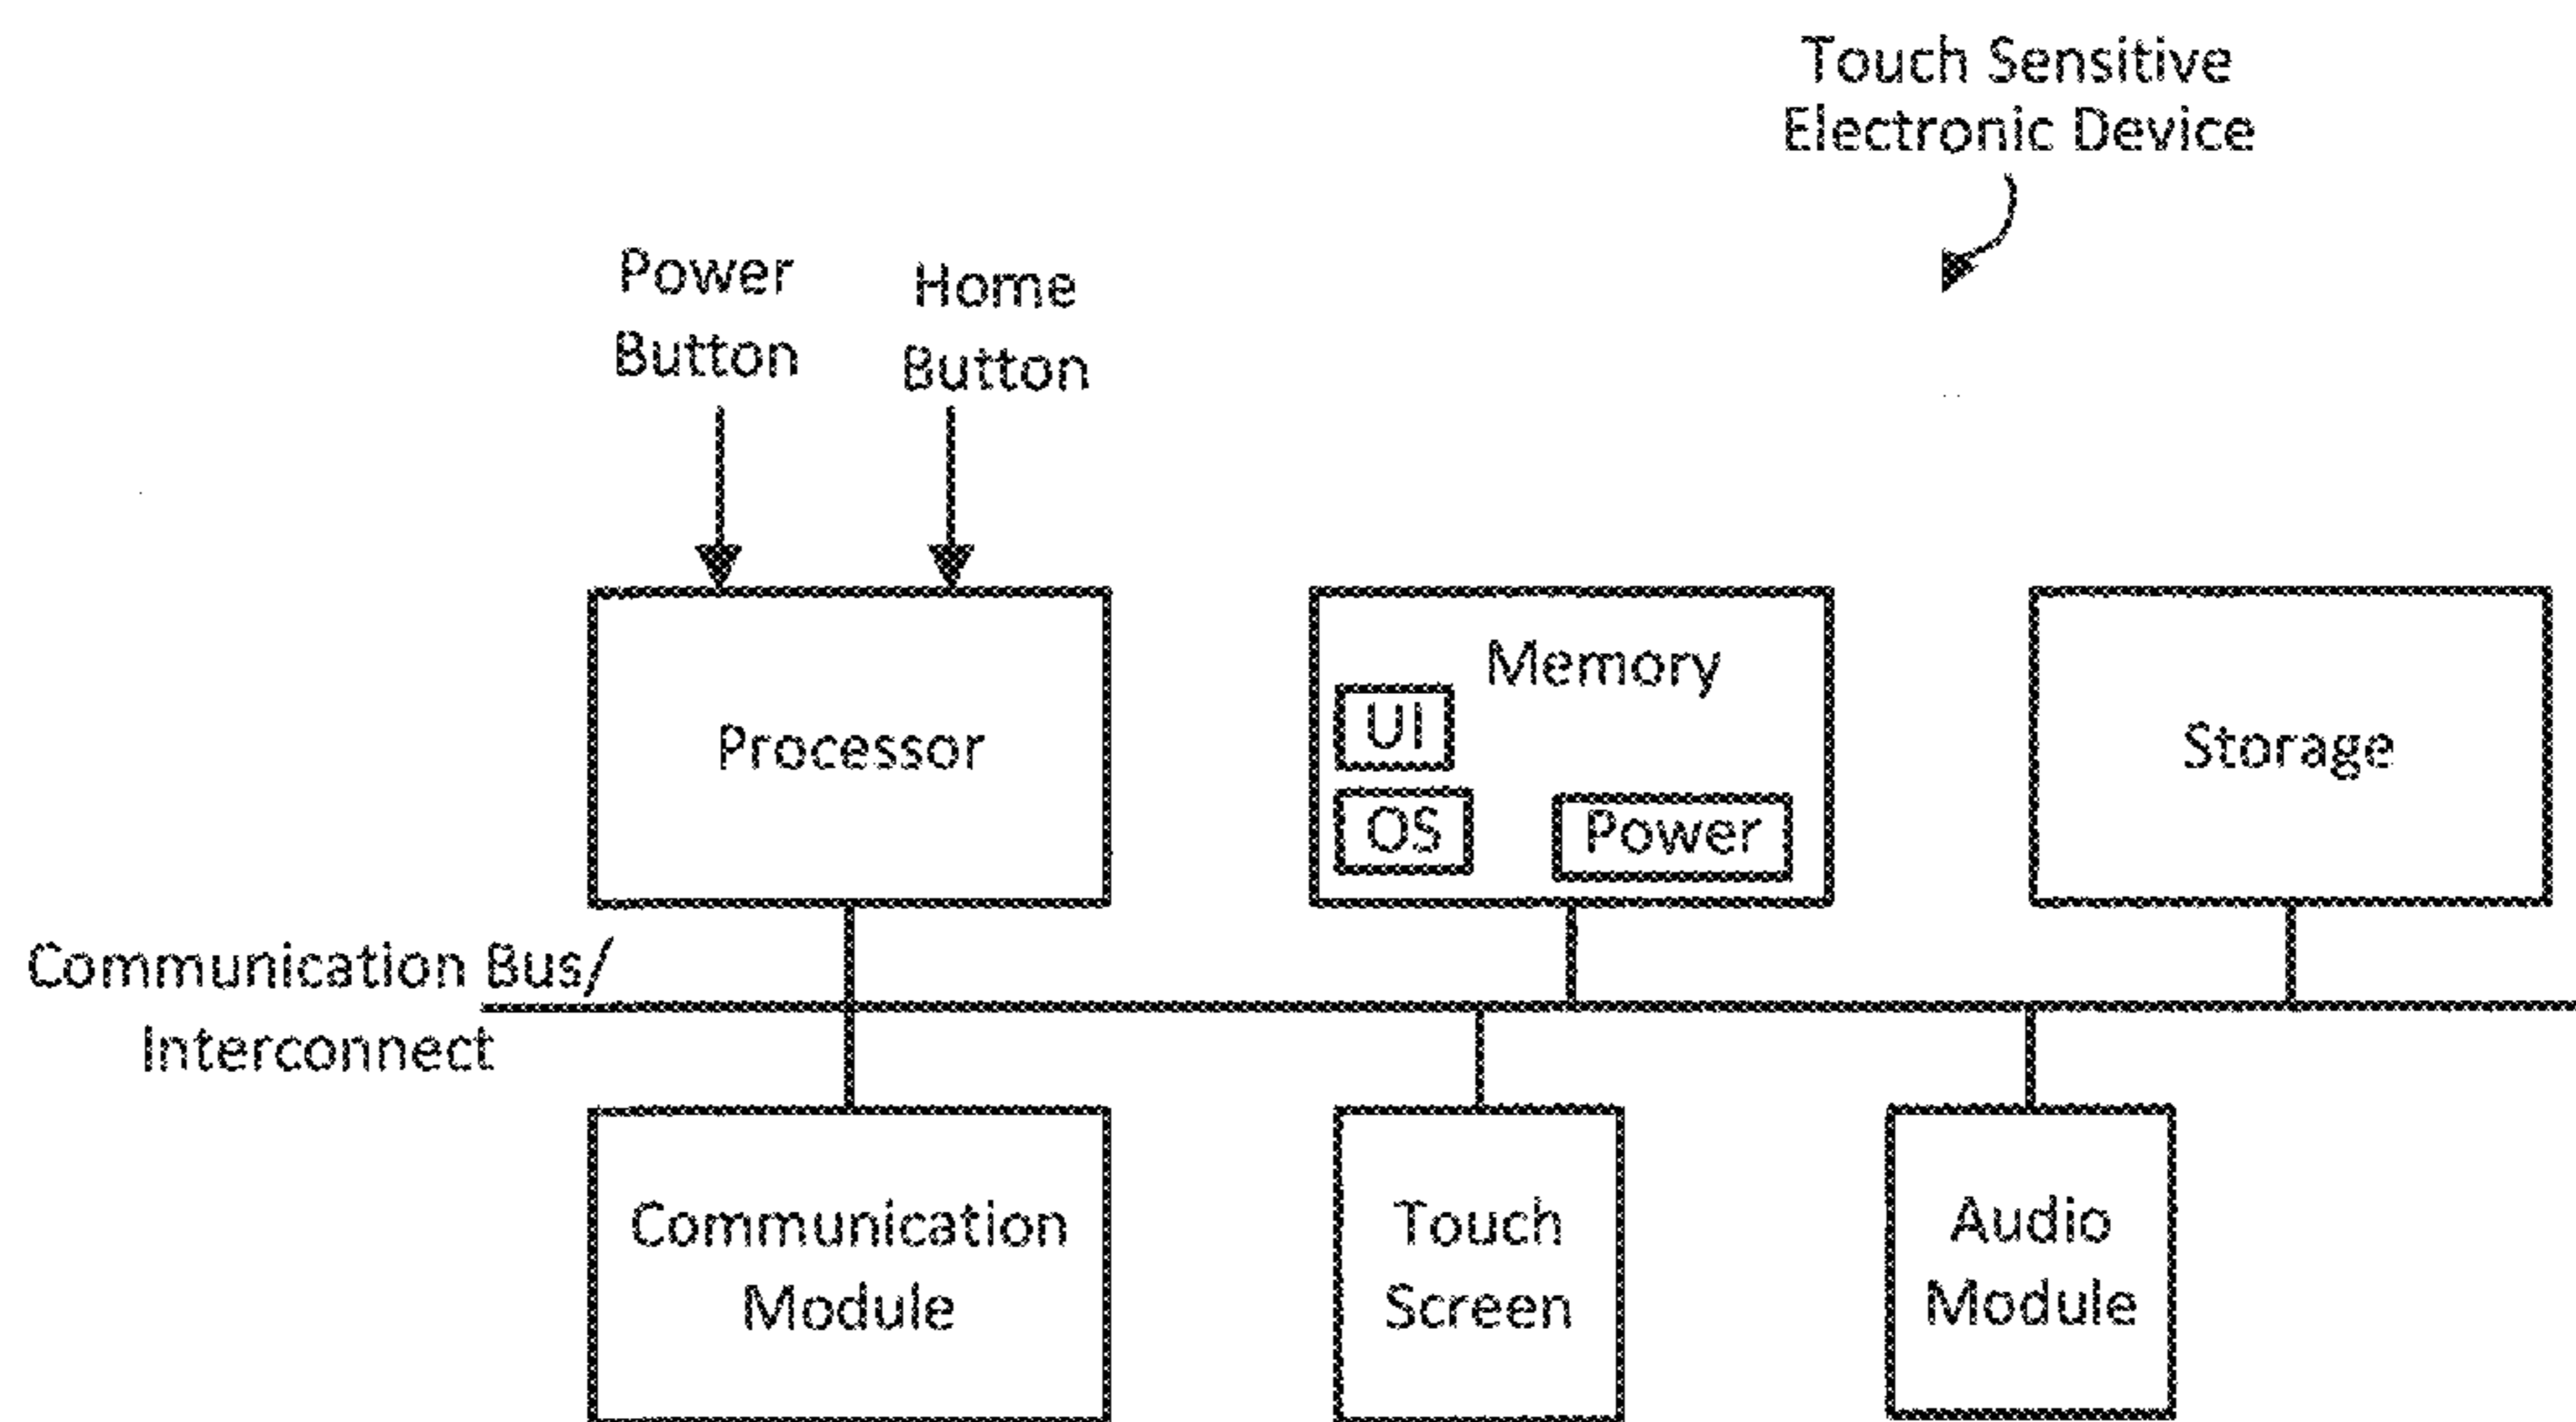 Touch Sensitive
Electronic Device
Power
Button
Home
Button
Processor
Memory
UI
OS
Power
Storage
Communication Bus/
Interconnect
Communication
Module
Touch
Screen
Audio
Module